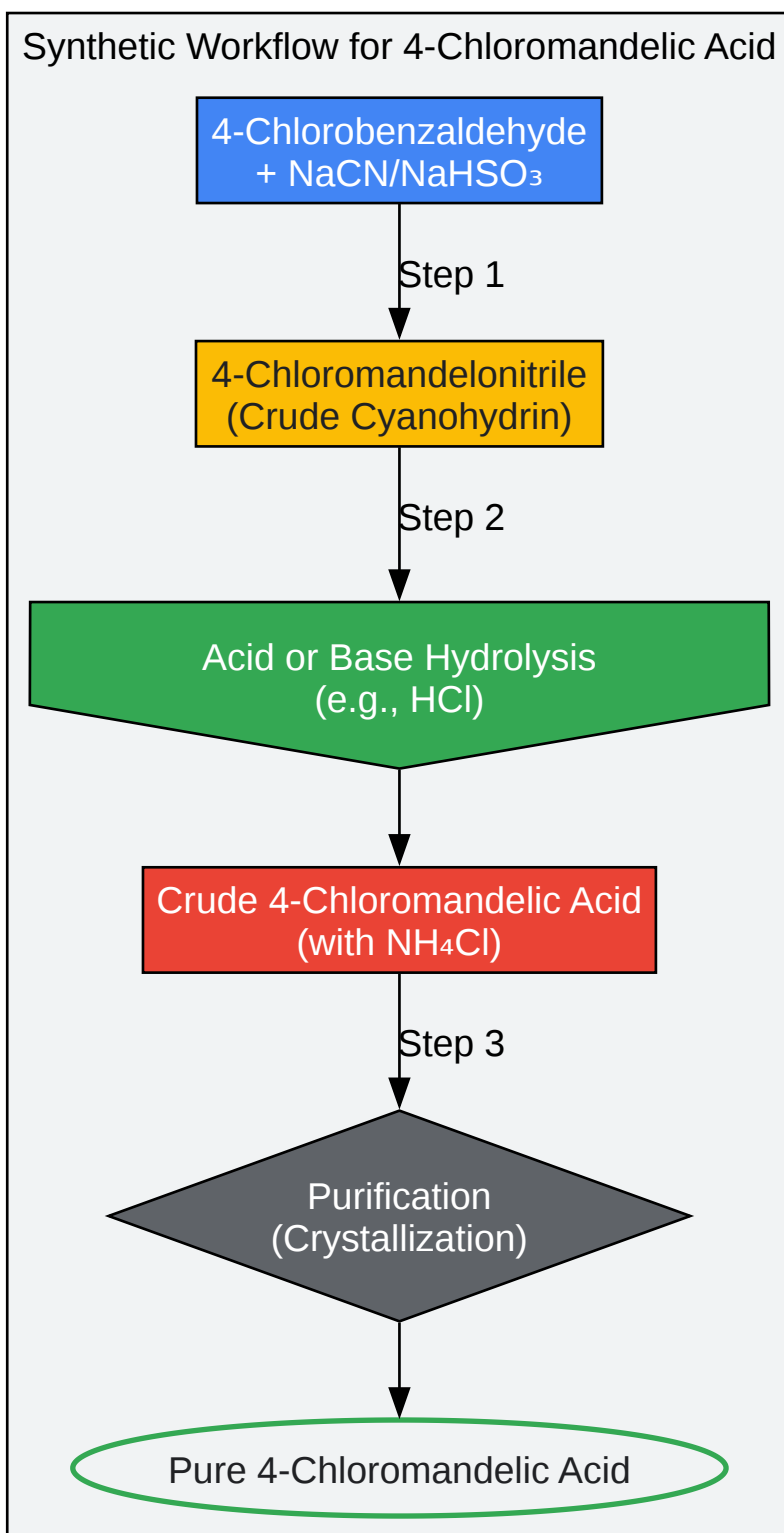 Synthetic Workflow for 4-Chloromandelic Acid
4-Chlorobenzaldehyde
+ NaCN/NaHSO₃
Step 1
4-Chloromandelonitrile
(Crude Cyanohydrin)
Step 2
Acid or Base Hydrolysis
(e.g., HCl)
Crude 4-Chloromandelic Acid
(with NH₄Cl)
Step 3
Purification
(Crystallization)
Pure 4-Chloromandelic Acid